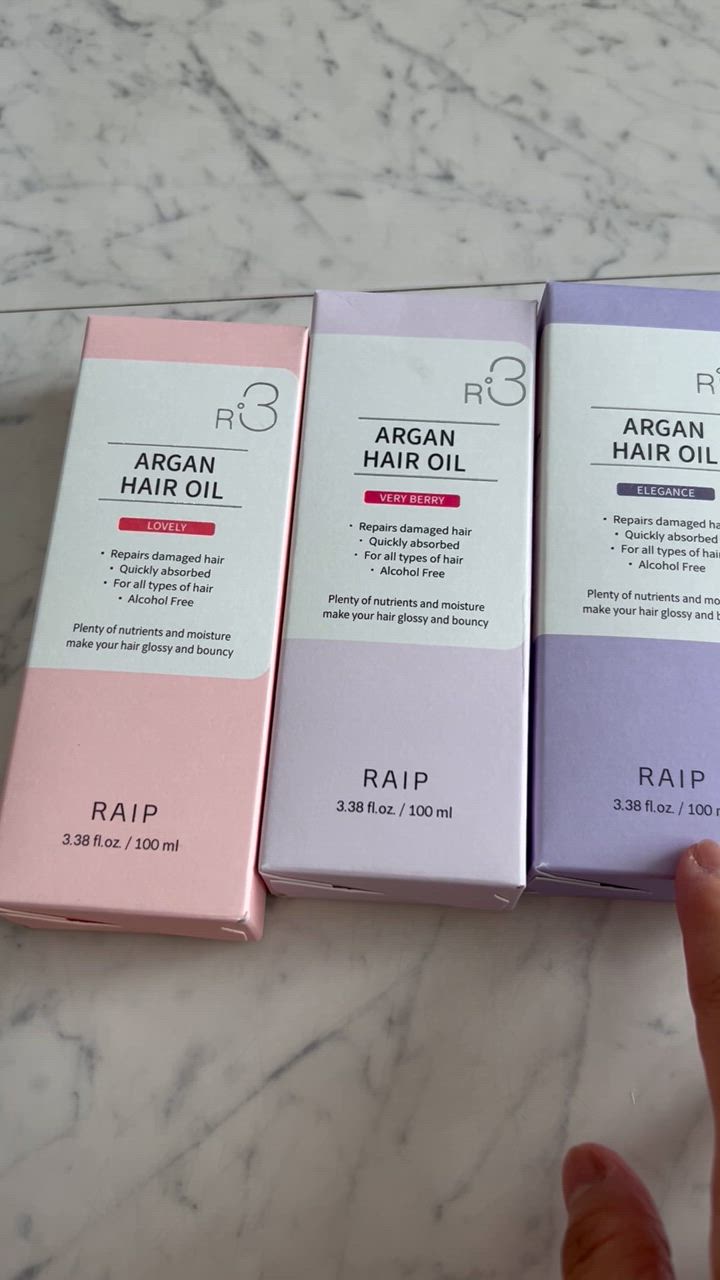 R3
ARGAN
HAIR OIL
LOVELY
• Repairs damaged hair
• Quickly absorbed
• For all types of hair
• Alcohol Free
Plenty of nutrients and moisture
make your hair glossy and bouncy
RAIP
3.38 fl.oz. / 100 ml
R3
ARGAN
HAIR OIL
VERY BERRY
• Repairs damaged hair
• Quickly absorbed
• For all types of hair
• Alcohol Free
Plenty of nutrients and moisture
make your hair glossy and bouncy
RAIP
3.38 fl.oz. / 100 ml
R
ARGAN
HAIR OIL
ELEGANCE
• Repairs damaged
• Quickly absorbed
• For all types of
• Alcohol Free
Plenty of nutrients and
make your hair glossy and
RAIP
3.38 fl.oz. / 100